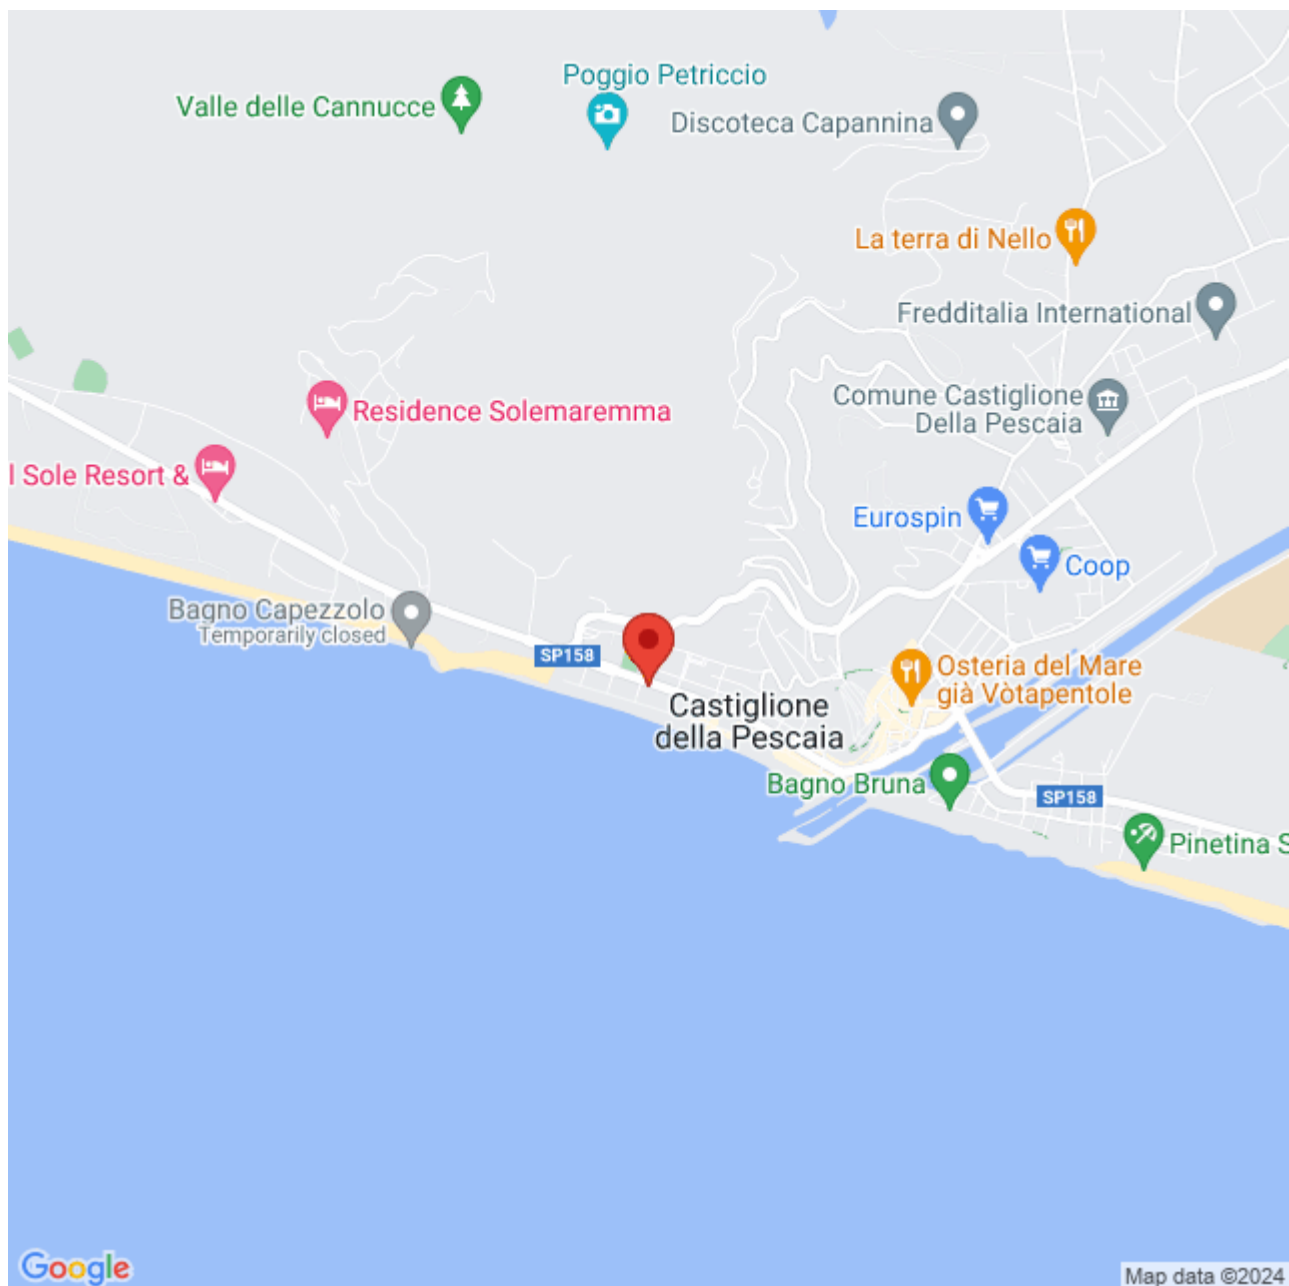 Poggio Petriccio
Valle delle Cannucce
Discoteca Capannina
La terra di Nello
Fredditalia International
Comune Castiglione
Della Pescaia
Residence Solemaremma
l Sole Resort &
Eurospin
Coop
Bagno Capezzolo
Temporarily closed
SP158
Osteria del Mare
già Vòtapentole
Castiglione
della Pescaia
Bagno Bruna
SP158
Pinetina S
Google
Map data ©2024